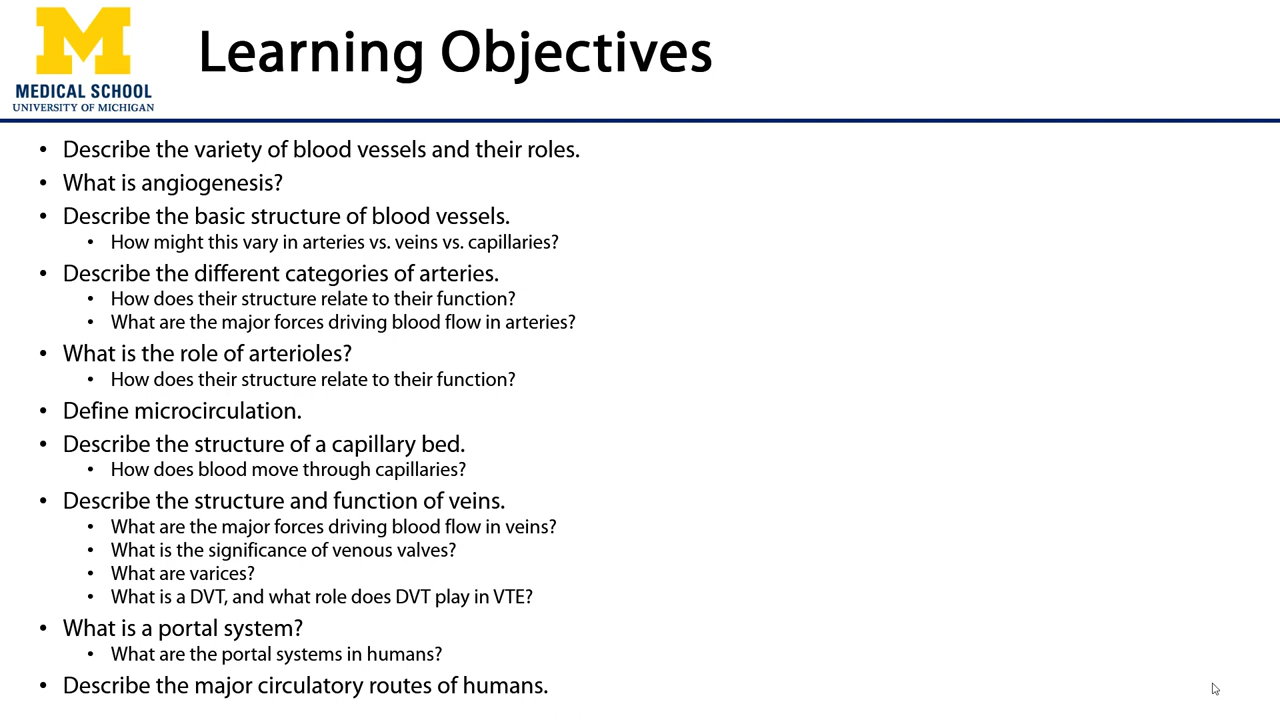 M
MEDICAL SCHOOL
UNIVERSITY OF MICHIGAN
Learning Objectives
• Describe the variety of blood vessels and their roles.
• What is angiogenesis?
• Describe the basic structure of blood vessels.
• How might this vary in arteries vs. veins vs. capillaries?
• Describe the different categories of arteries.
• How does their structure relate to their function?
• What are the major forces driving blood flow in arteries?
• What is the role of arterioles?
• How does their structure relate to their function?
• Define microcirculation.
• Describe the structure of a capillary bed.
• How does blood move through capillaries?
• Describe the structure and function of veins.
• What are the major forces driving blood flow in veins?
• What is the significance of venous valves?
• What are varices?
• What is a DVT, and what role does DVT play in VTE?
• What is a portal system?
• What are the portal systems in humans?
• Describe the major circulatory routes of humans.